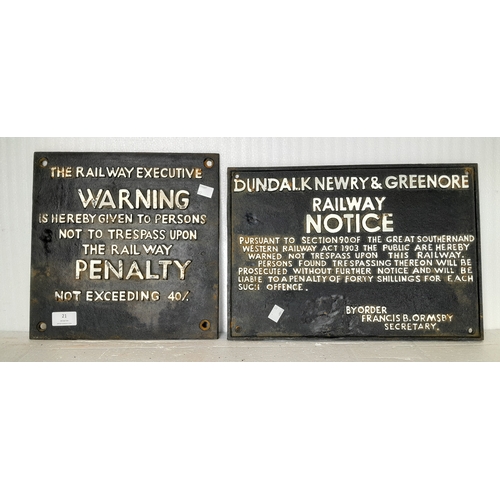 THE RAILWAY EXECUTIVE
WARNING
IS HEREBY GIVEN TO PERSONS
NOT TO TRESPASS UPON
THE RAILWAY
PENALTY
NOT EXCEEDING 40/.
11
DUNDALK NEWRY & GREENORE
RAILWAY
NOTICE
PURSUANT TO SECTION 90 OF THE GREAT SOUTHERN AND
WESTERN RAILWAY ACT 1903 THE PUBLIC ARE HEREBY
WARNED NOT TRESPASS UPON THIS RAILWAY.
PERSONS FOUND TRESPASSING THEREON WILL BE
PROSECUTED WITHOUT FURTHER NOTICE AND WILL BE
LIABLE TO A PENALTY OF FORTY SHILLINGS FOR EACH
SUCH OFFENCE.
BY ORDER
FRANCIS B. ORMSBY
SECRETARY.